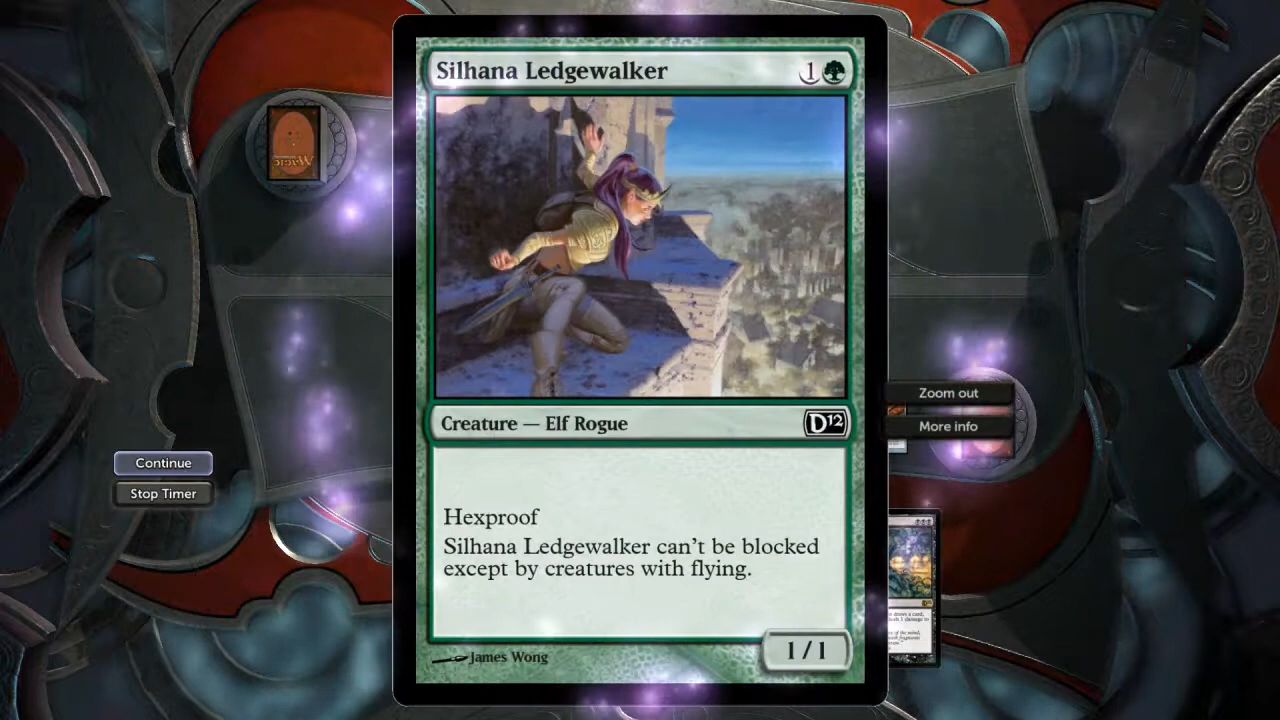 Silhana Ledgewalker 1
Creature — Elf Rogue D12
Hexproof
Silhana Ledgewalker can't be blocked
except by creatures with flying.
1/1
James Wong
Continue
Stop Timer
Zoom out
More info